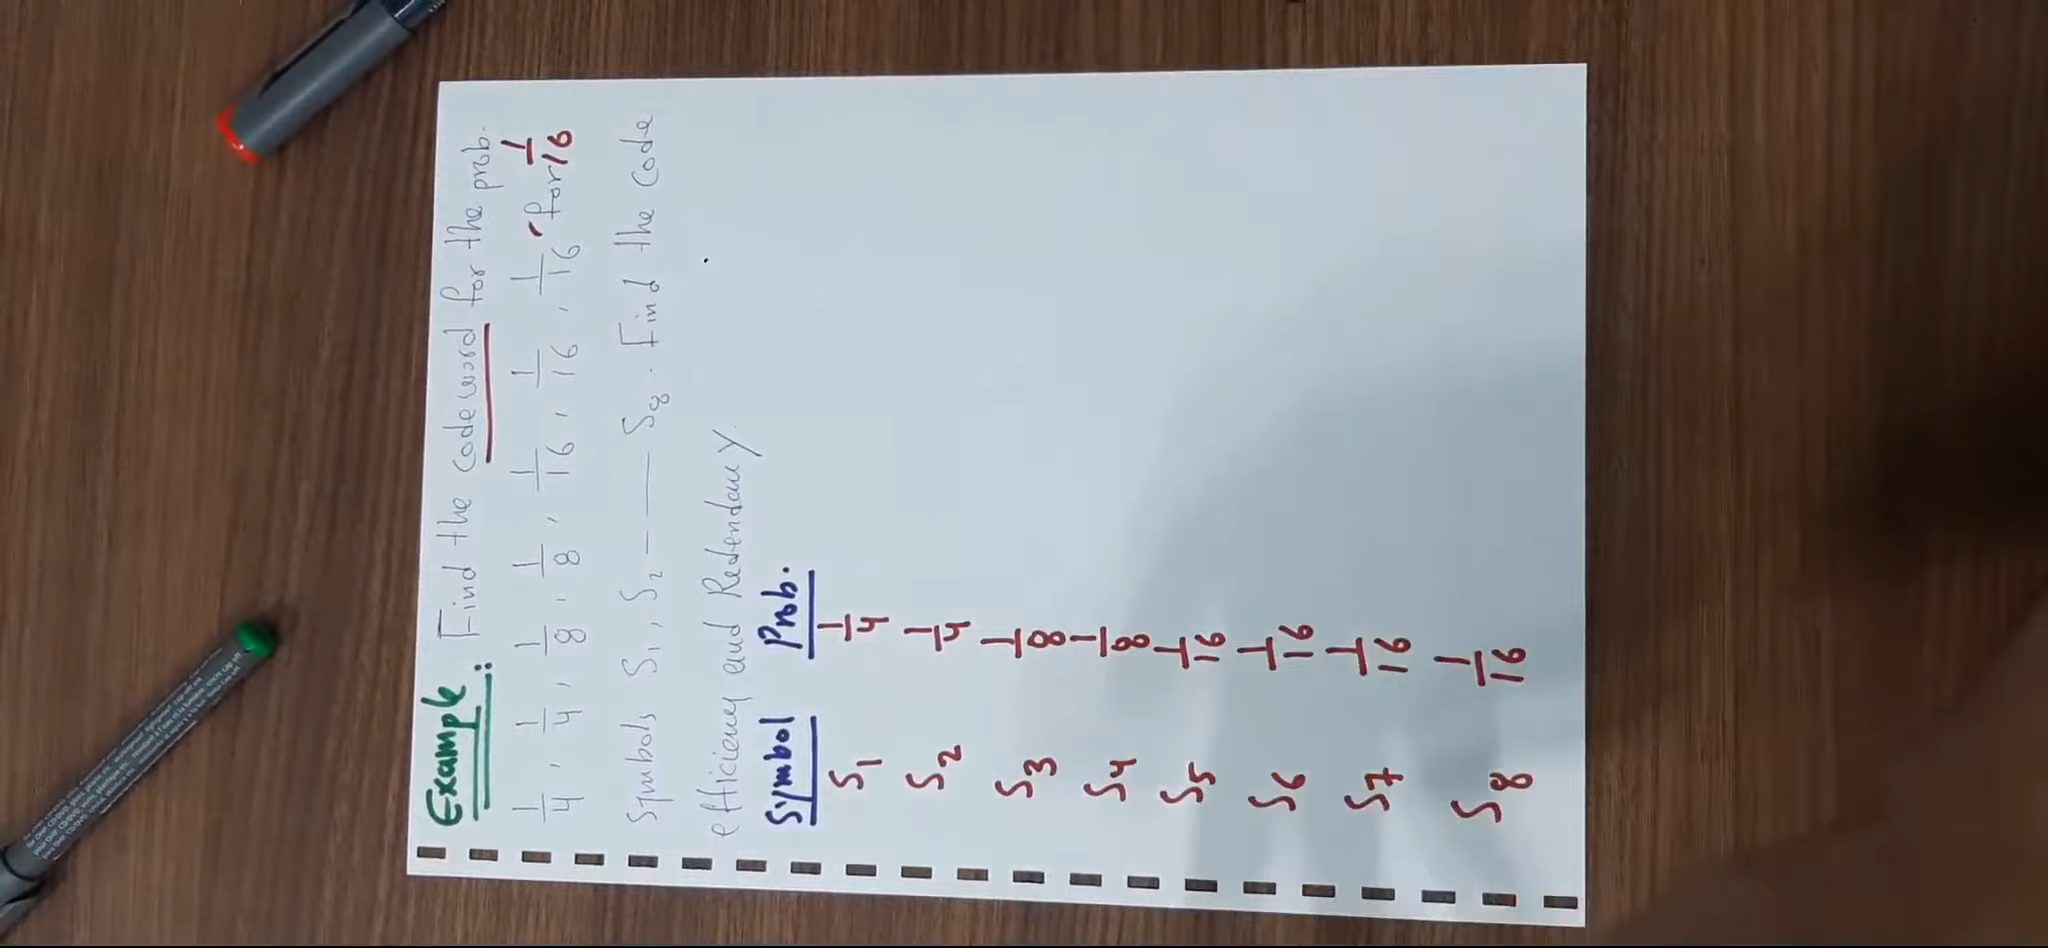 Example: Find the codeword for the prob.
1/4, 1/4, 1/8, 1/8, 1/16, 1/16, 1/16, 1/16 for
Symbols S1, S2 — S8. Find the code
efficiency and Redendancy.
Symbol Prob.
S1 1/4
S2 1/4
S3 1/8
S4 1/8
S5 1/16
S6 1/16
S7 1/16
S8 1/16